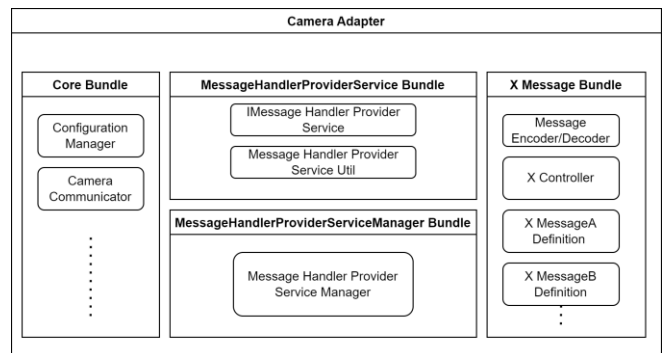 Camera Adapter
Core Bundle
Configuration
Manager
Camera
Communicator
MessageHandlerProviderService Bundle
IMessage Handler Provider
Service
Message Handler Provider
Service Util
MessageHandlerProviderServiceManager Bundle
Message Handler Provider
Service Manager
X Message Bundle
Message
Encoder/Decoder
X Controller
X MessageA
Definition
X MessageB
Definition